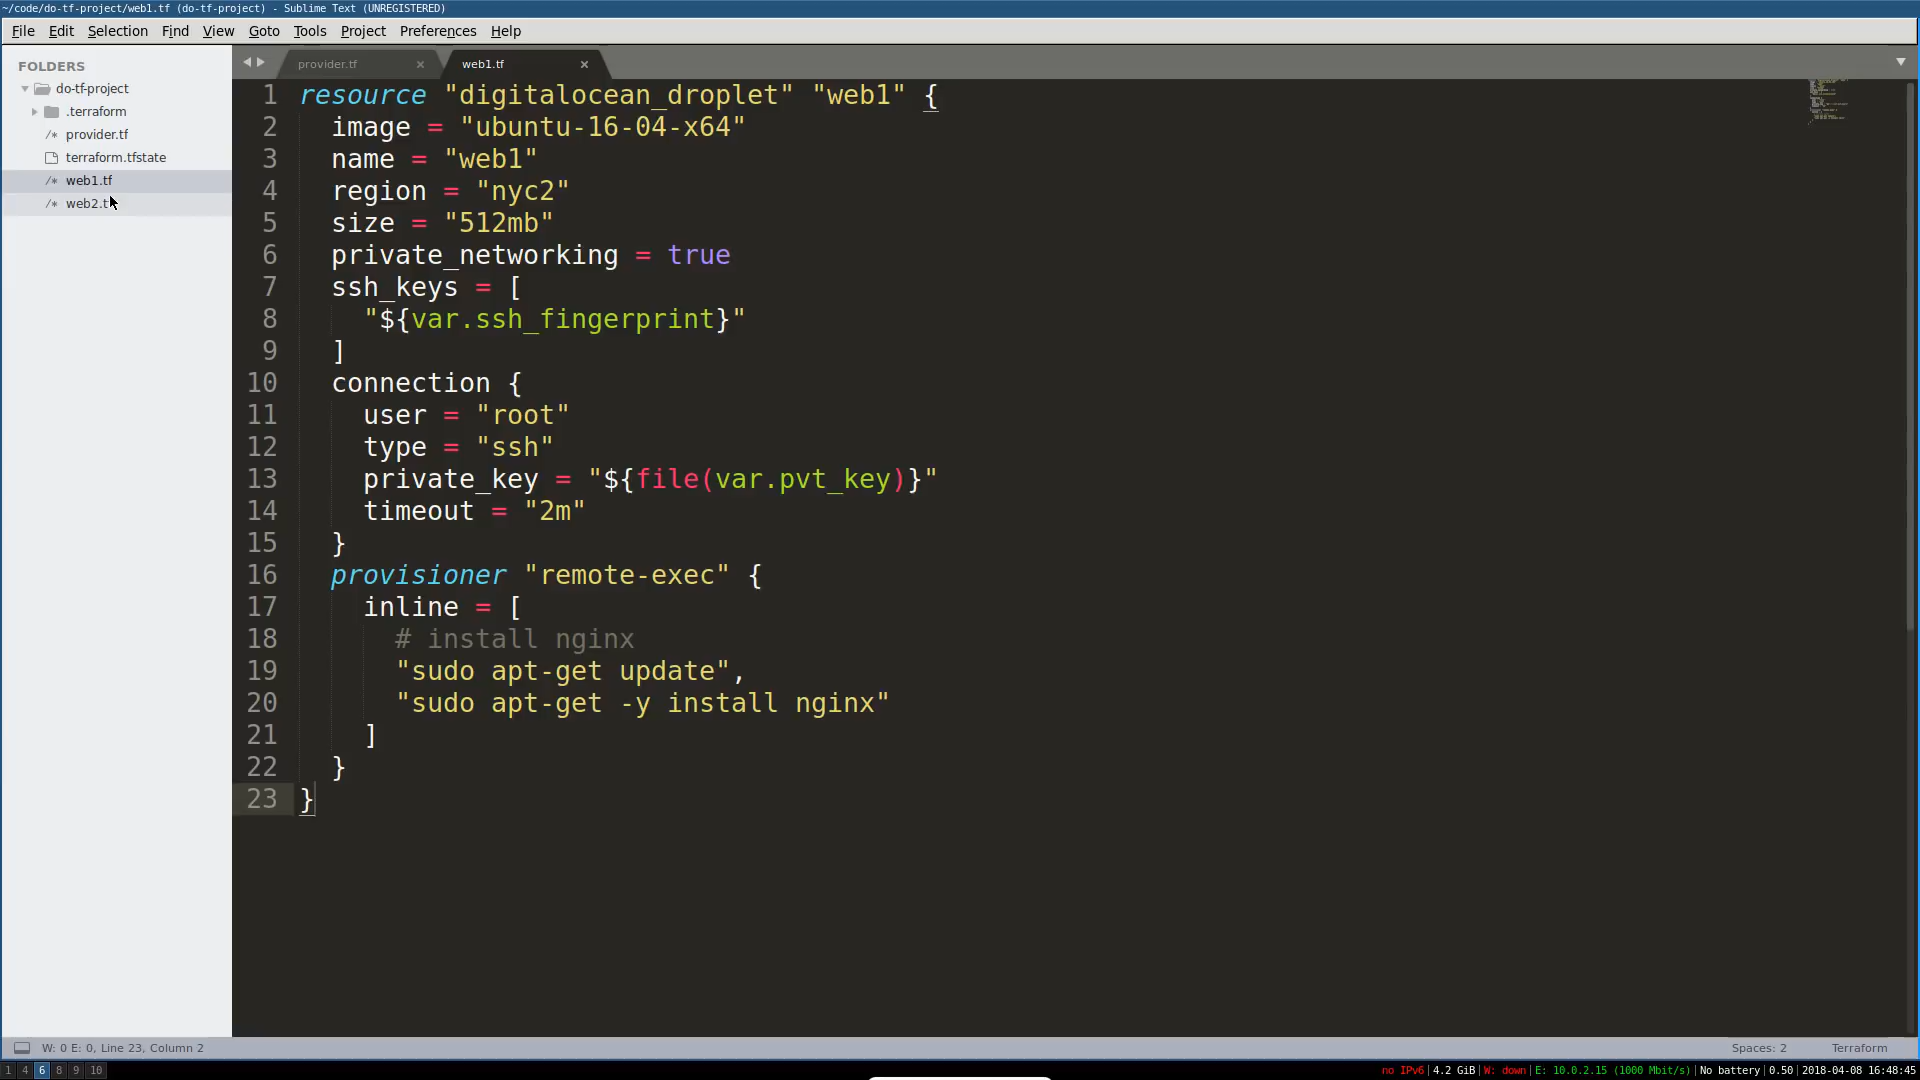 ~/code/do-tf-project/web1.tf (do-tf-project) - Sublime Text (UNREGISTERED)
File Edit Selection Find View Goto Tools Project Preferences Help
FOLDERS
do-tf-project
.terraform
/* provider.tf
terraform.tfstate
/* web1.tf
/* web2.t
provider.tf × web1.tf ×
1 resource "digitalocean_droplet" "web1" {
2 image = "ubuntu-16-04-x64"
3 name = "web1"
4 region = "nyc2"
5 size = "512mb"
6 private_networking = true
7 ssh_keys = [
8 "${var.ssh_fingerprint}"
9 ]
10 connection {
11 user = "root"
12 type = "ssh"
13 private_key = "${file(var.pvt_key)}"
14 timeout = "2m"
15 }
16 provisioner "remote-exec" {
17 inline = [
18 # install nginx
19 "sudo apt-get update",
20 "sudo apt-get -y install nginx"
21 ]
22 }
23 }
W: 0 E: 0, Line 23, Column 2 Spaces: 2 Terraform
1 4 6 8 9 10 no IPv6 | 4.2 GiB | W: down | E: 10.0.2.15 (1000 Mbit/s) | No battery | 0.50 | 2018-04-08 16:48:45